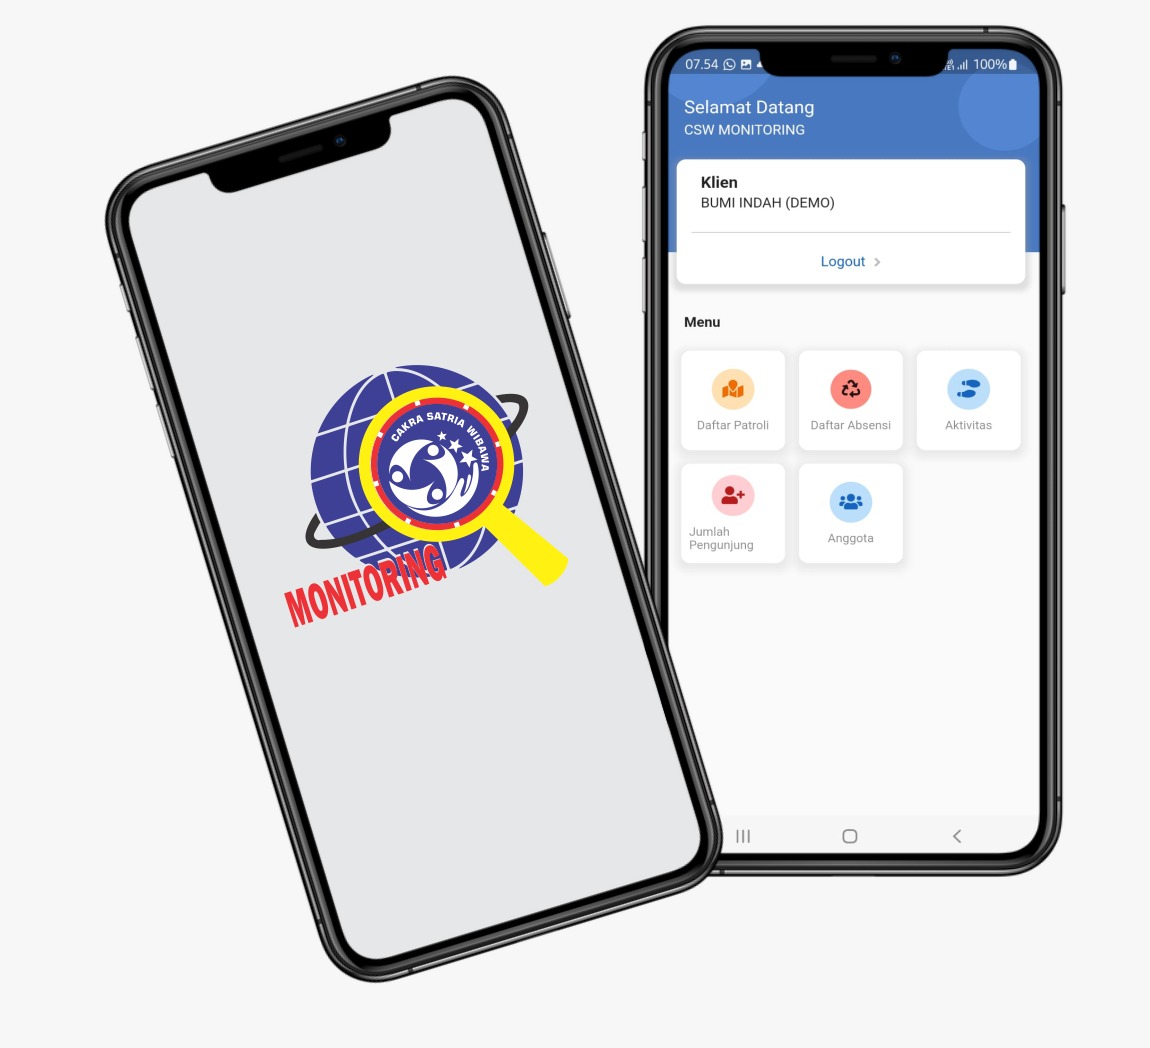 CAKRA SATRIA WIBAWA
MONITORING
07.54
100%
Selamat Datang
CSW MONITORING
Klien
BUMI INDAH (DEMO)
Logout
Menu
Daftar Patroli
Daftar Absensi
Aktivitas
Jumlah
Pengunjung
Anggota